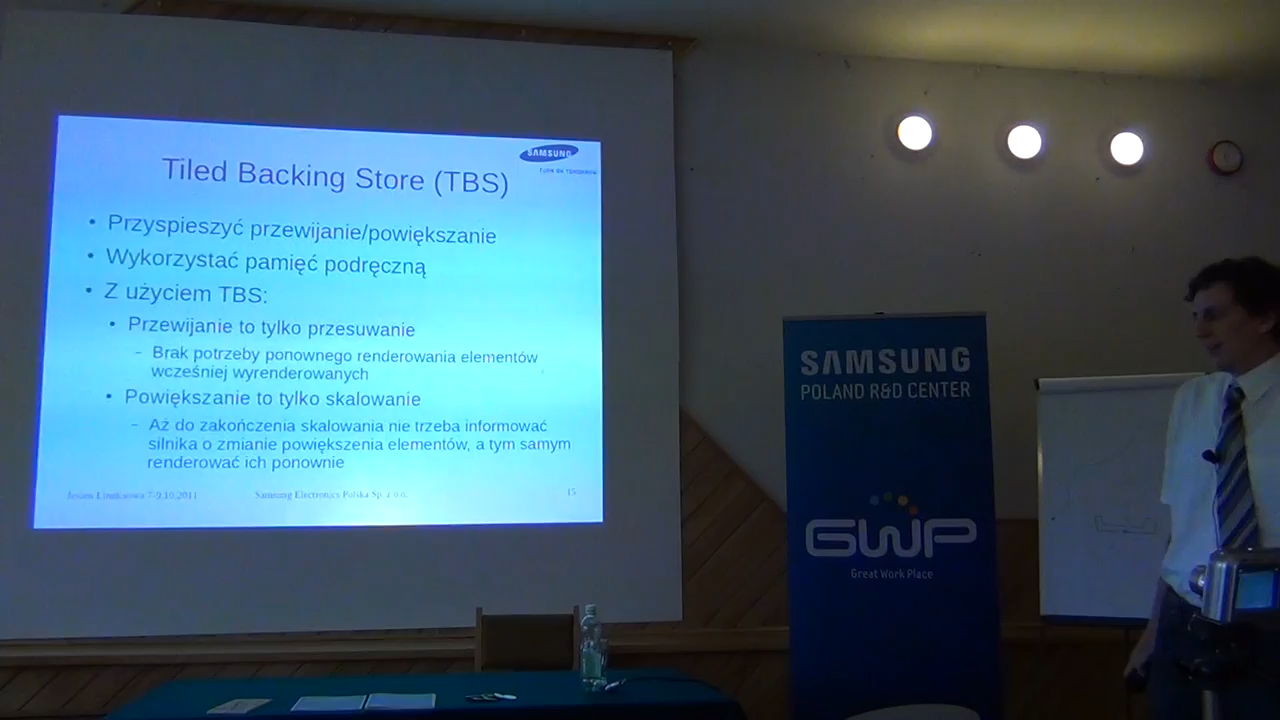 SAMSUNG
TURN ON TOMORROW
Tiled Backing Store (TBS)
• Przyspieszyć przewijanie/powiększanie
• Wykorzystać pamięć podręczną
• Z użyciem TBS:
• Przewijanie to tylko przesuwanie
– Brak potrzeby ponownego renderowania elementów
wcześniej wyrenderowanych
• Powiększanie to tylko skalowanie
– Aż do zakończenia skalowania nie trzeba informować
silnika o zmianie powiększenia elementów, a tym samym
renderować ich ponownie
Jesień Linuksowa 7-9.10.2011 Samsung Electronics Polska Sp. z o.o. 15
SAMSUNG
POLAND R&D CENTER
GWP
Great Work Place